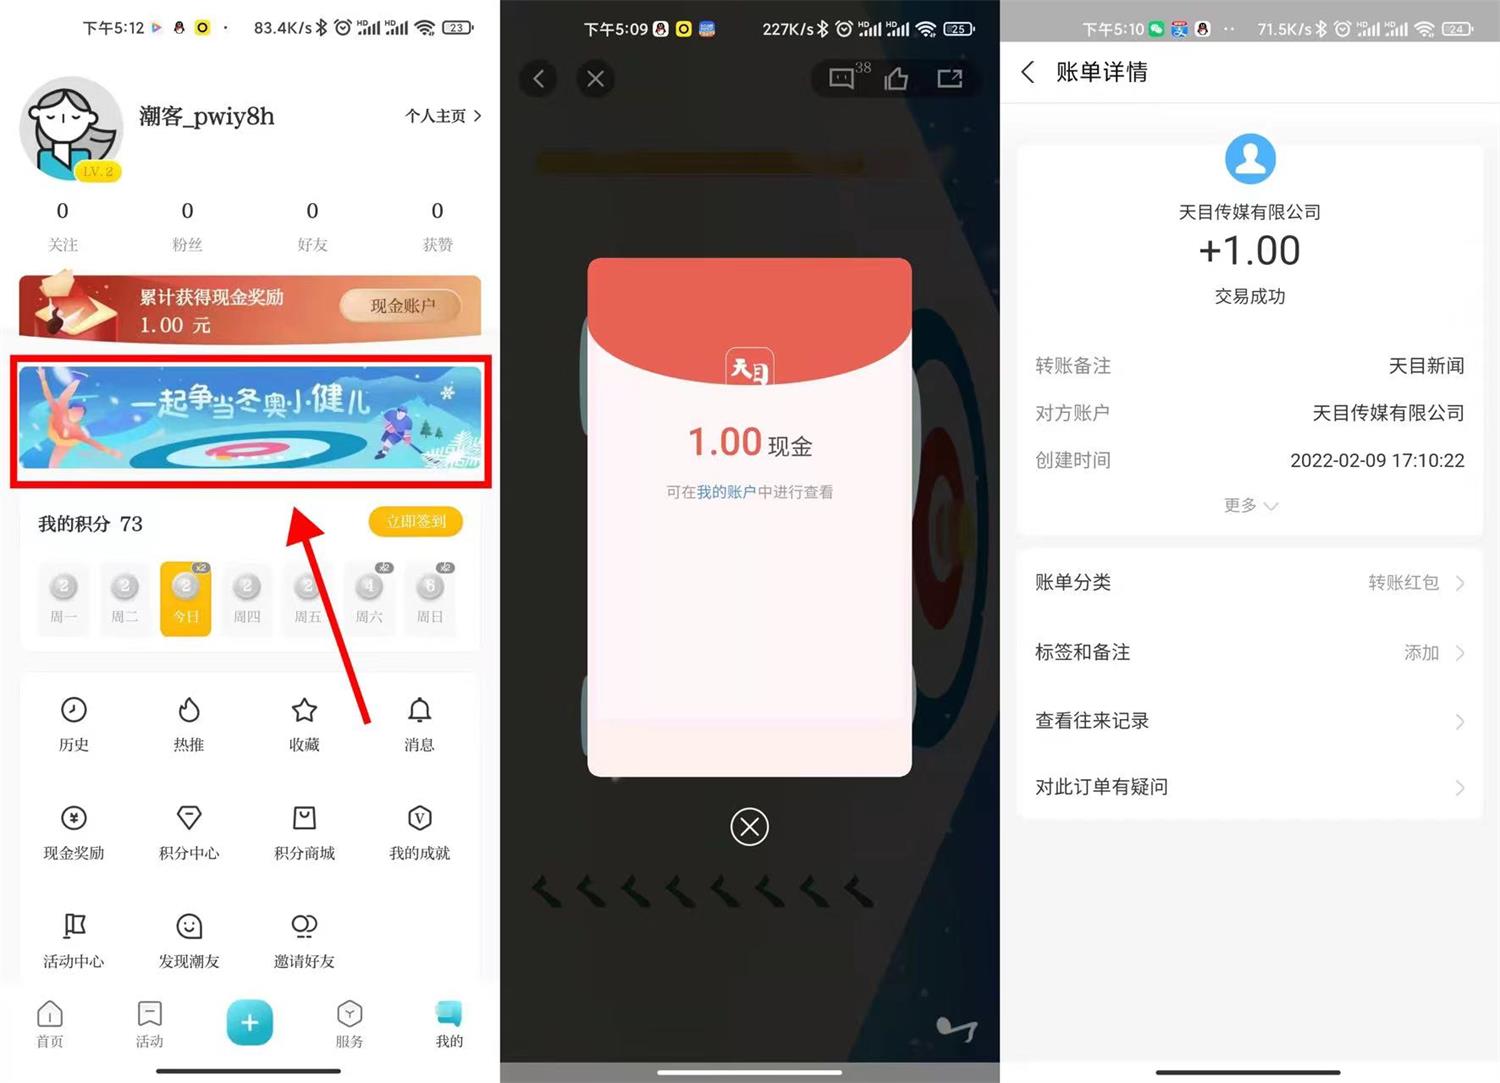 下午5:12
83.4K/s
23
潮客_pwiy8h
个人主页
LV.2
0
0
0
0
关注
粉丝
好友
获赞
累计获得现金奖励
1.00 元
现金账户
一起争当冬奥小健儿
我的积分 73
立即签到
x2
x2
x2
2
2
2
2
2
4
6
周一
周二
今日
周四
周五
周六
周日
历史
热推
收藏
消息
现金奖励
积分中心
积分商城
我的成就
活动中心
发现潮友
邀请好友
首页
活动
服务
我的
下午5:09
227K/s
25
38
天目
1.00 现金
可在我的账户中进行查看
下午5:10
71.5K/s
24
账单详情
天目传媒有限公司
+1.00
交易成功
转账备注
天目新闻
对方账户
天目传媒有限公司
创建时间
2022-02-09 17:10:22
更多
账单分类
转账红包
标签和备注
添加
查看往来记录
对此订单有疑问